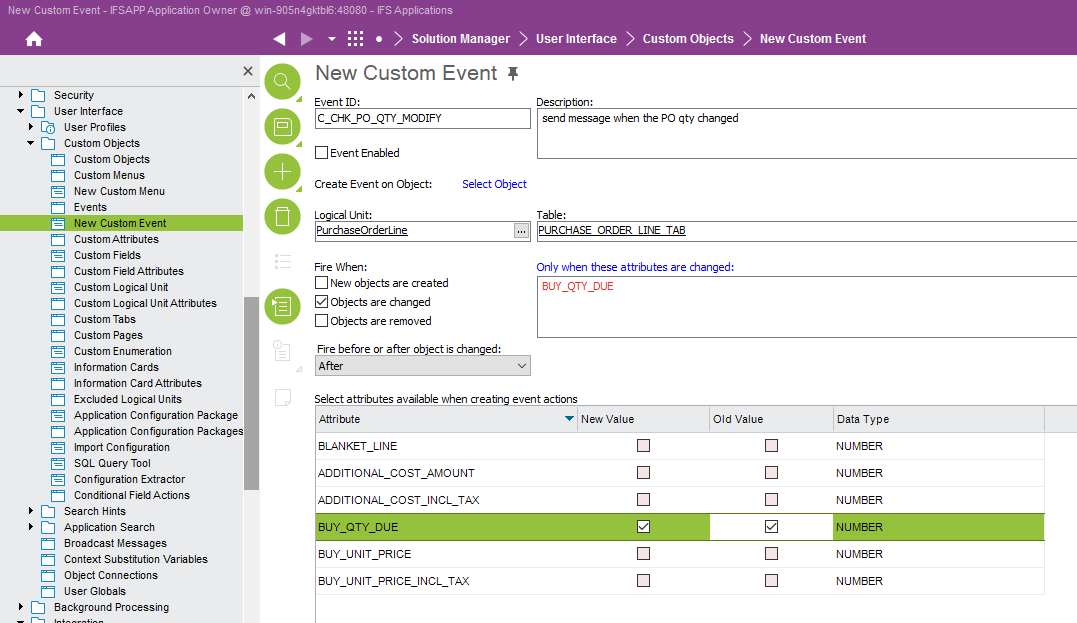 New Custom Event - IFSAPP Application Owner @ win-905n4gktbl6:48080 - IFS Applications
Solution Manager
User Interface
Custom Objects
New Custom Event
Security
User Interface
User Profiles
Custom Objects
Custom Objects
Custom Menus
New Custom Menu
Events
New Custom Event
Custom Attributes
Custom Fields
Custom Field Attributes
Custom Logical Unit
Custom Logical Unit Attributes
Custom Tabs
Custom Pages
Custom Enumeration
Information Cards
Information Card Attributes
Excluded Logical Units
Application Configuration Package
Application Configuration Packages
Import Configuration
SQL Query Tool
Configuration Extractor
Conditional Field Actions
Search Hints
Application Search
Broadcast Messages
Context Substitution Variables
Object Connections
User Globals
Background Processing
Integration
New Custom Event
Event ID:
Description:
C_CHK_PO_QTY_MODIFY
send message when the PO qty changed
Event Enabled
Create Event on Object:
Select Object
Logical Unit:
Table:
PurchaseOrderLine
...
PURCHASE_ORDER_LINE_TAB
Fire When:
Only when these attributes are changed:
New objects are created
BUY_QTY_DUE
Objects are changed
Objects are removed
Fire before or after object is changed:
After
Select attributes available when creating event actions
Attribute New Value Old Value Data Type
BLANKET_LINE NUMBER
ADDITIONAL_COST_AMOUNT NUMBER
ADDITIONAL_COST_INCL_TAX NUMBER
BUY_QTY_DUE NUMBER
BUY_UNIT_PRICE NUMBER
BUY_UNIT_PRICE_INCL_TAX NUMBER